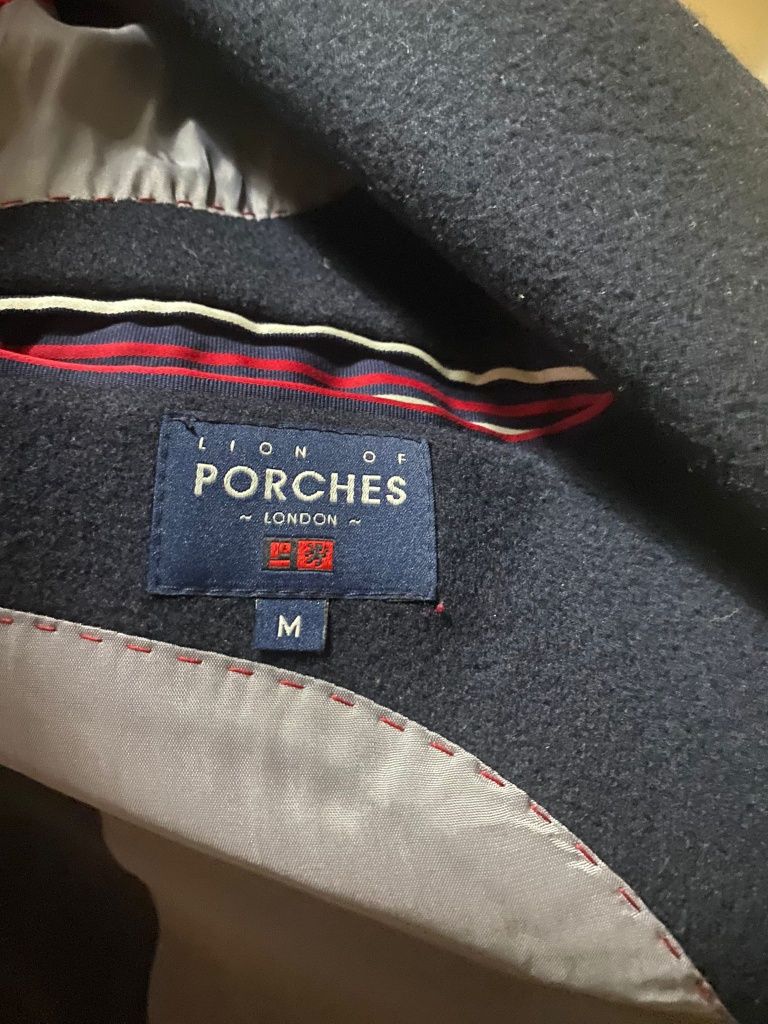 LION OF
PORCHES
~ LONDON ~
M